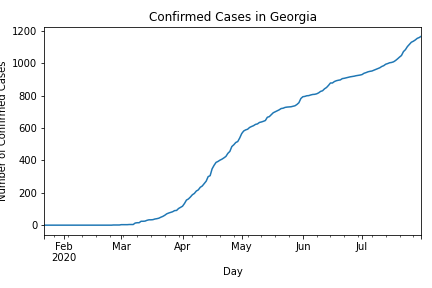 Confirmed Cases in Georgia
Number of Confirmed Cases
1200
1000
800
600
400
200
0
Feb Mar Apr May Jun Jul
2020
Day